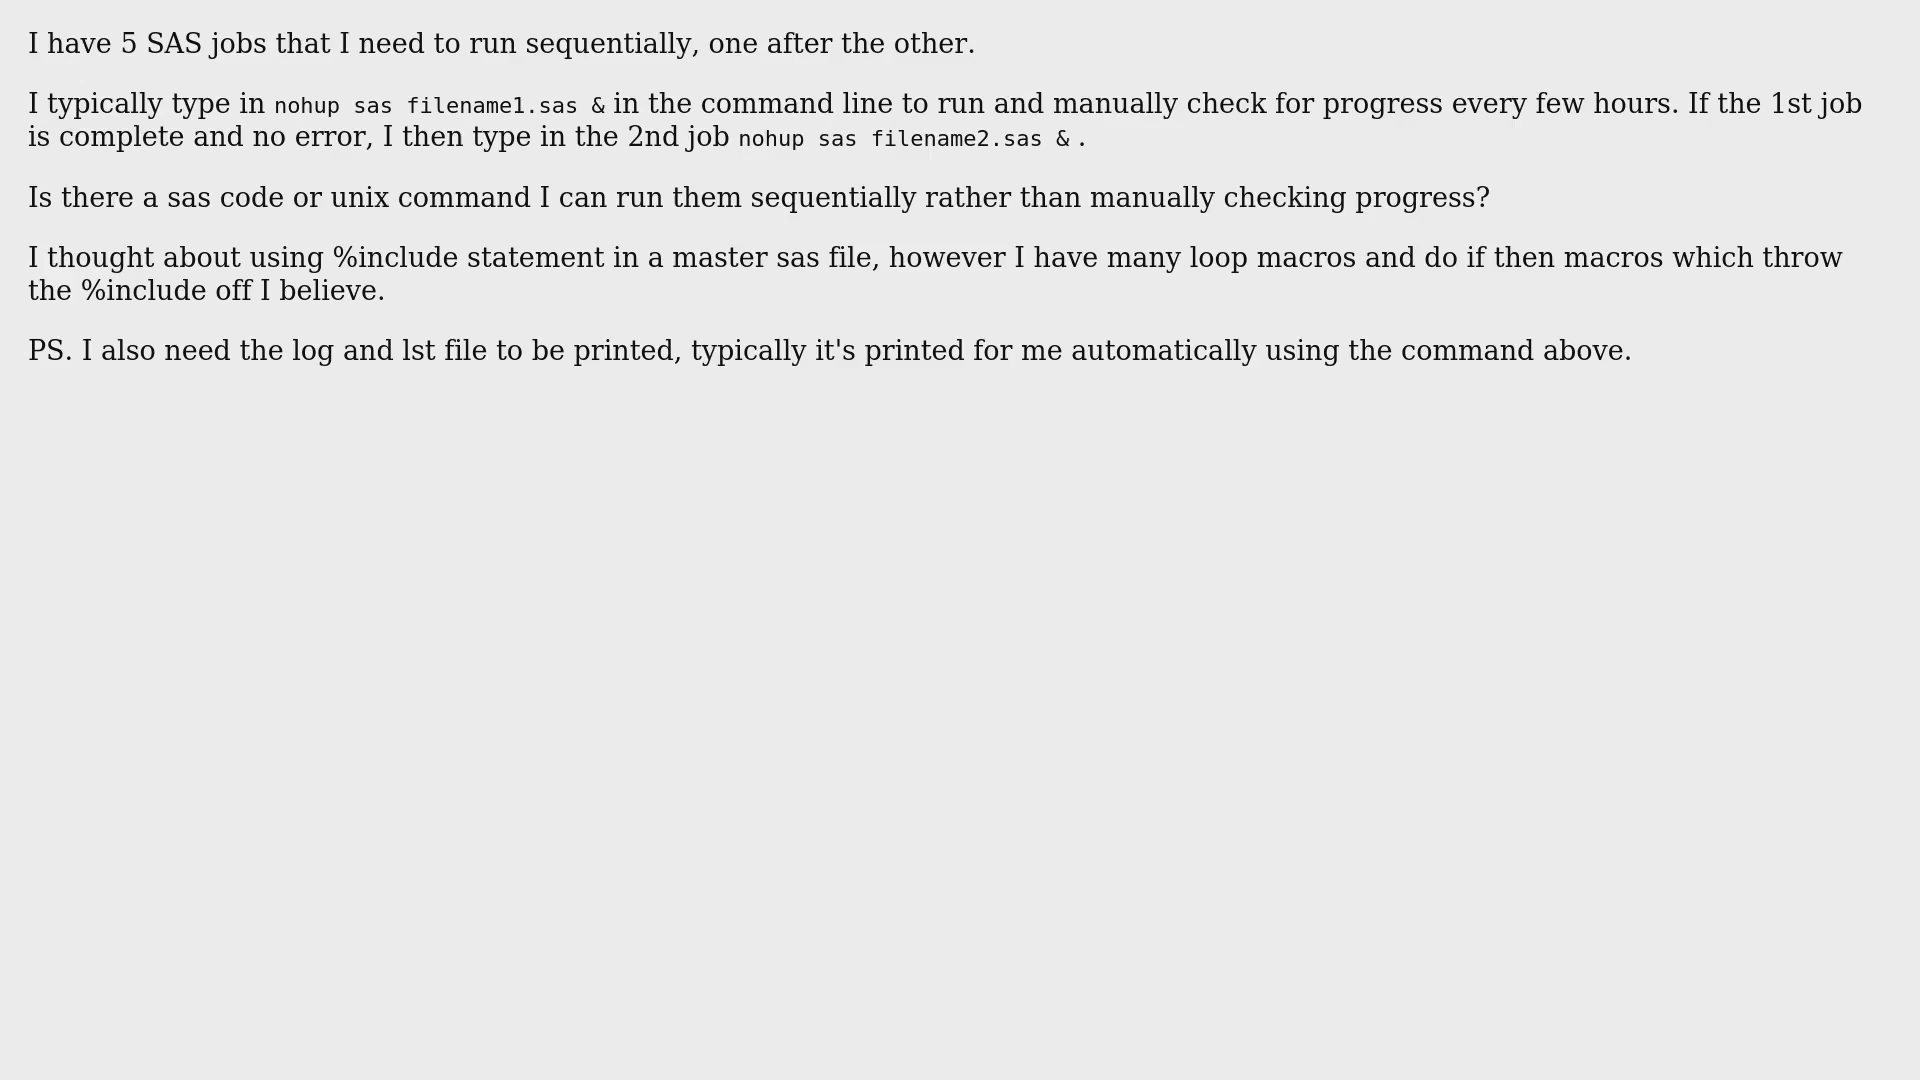 I have 5 SAS jobs that I need to run sequentially, one after the other.
I typically type in nohup sas filename1.sas & in the command line to run and manually check for progress every few hours. If the 1st job
is complete and no error, I then type in the 2nd job nohup sas filename2.sas & .
Is there a sas code or unix command I can run them sequentially rather than manually checking progress?
I thought about using %include statement in a master sas file, however I have many loop macros and do if then macros which throw
the %include off I believe.
PS. I also need the log and lst file to be printed, typically it's printed for me automatically using the command above.